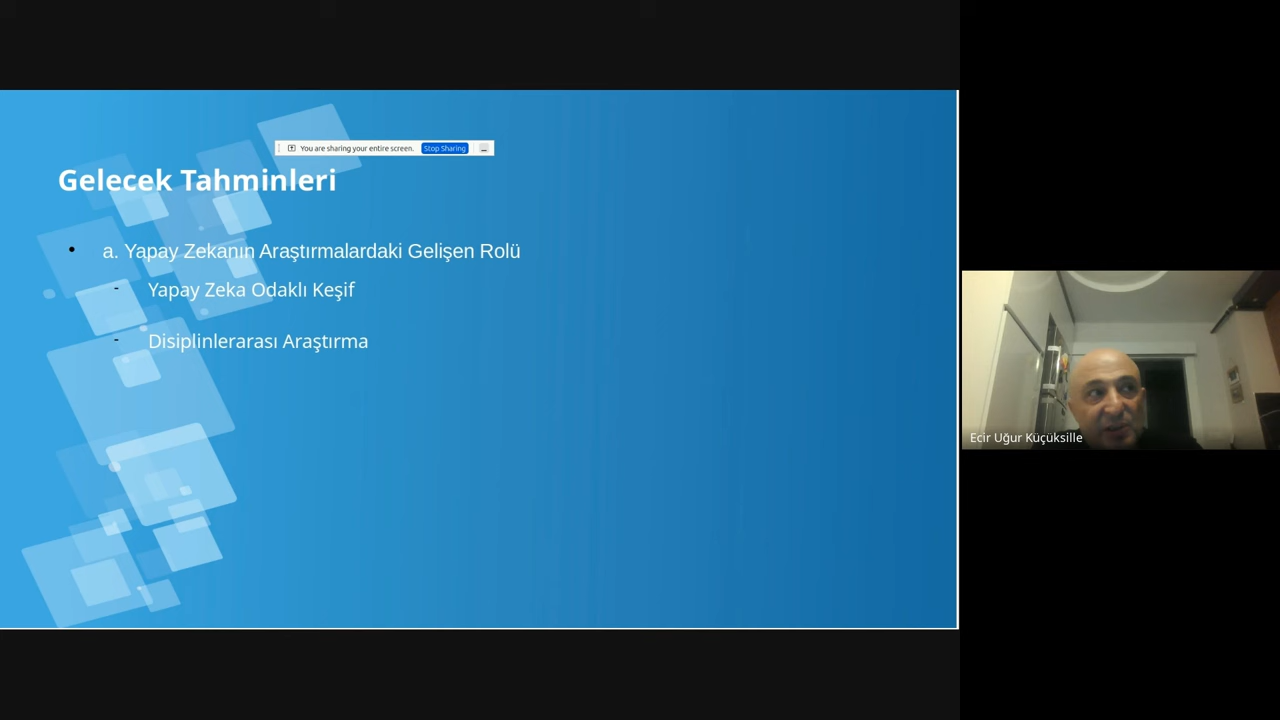 You are sharing your entire screen. Stop Sharing
Gelecek Tahminleri
a. Yapay Zekanın Araştırmalardaki Gelişen Rolü
- Yapay Zeka Odaklı Keşif
- Disiplinlerarası Araştırma
Ecir Uğur Küçüksille